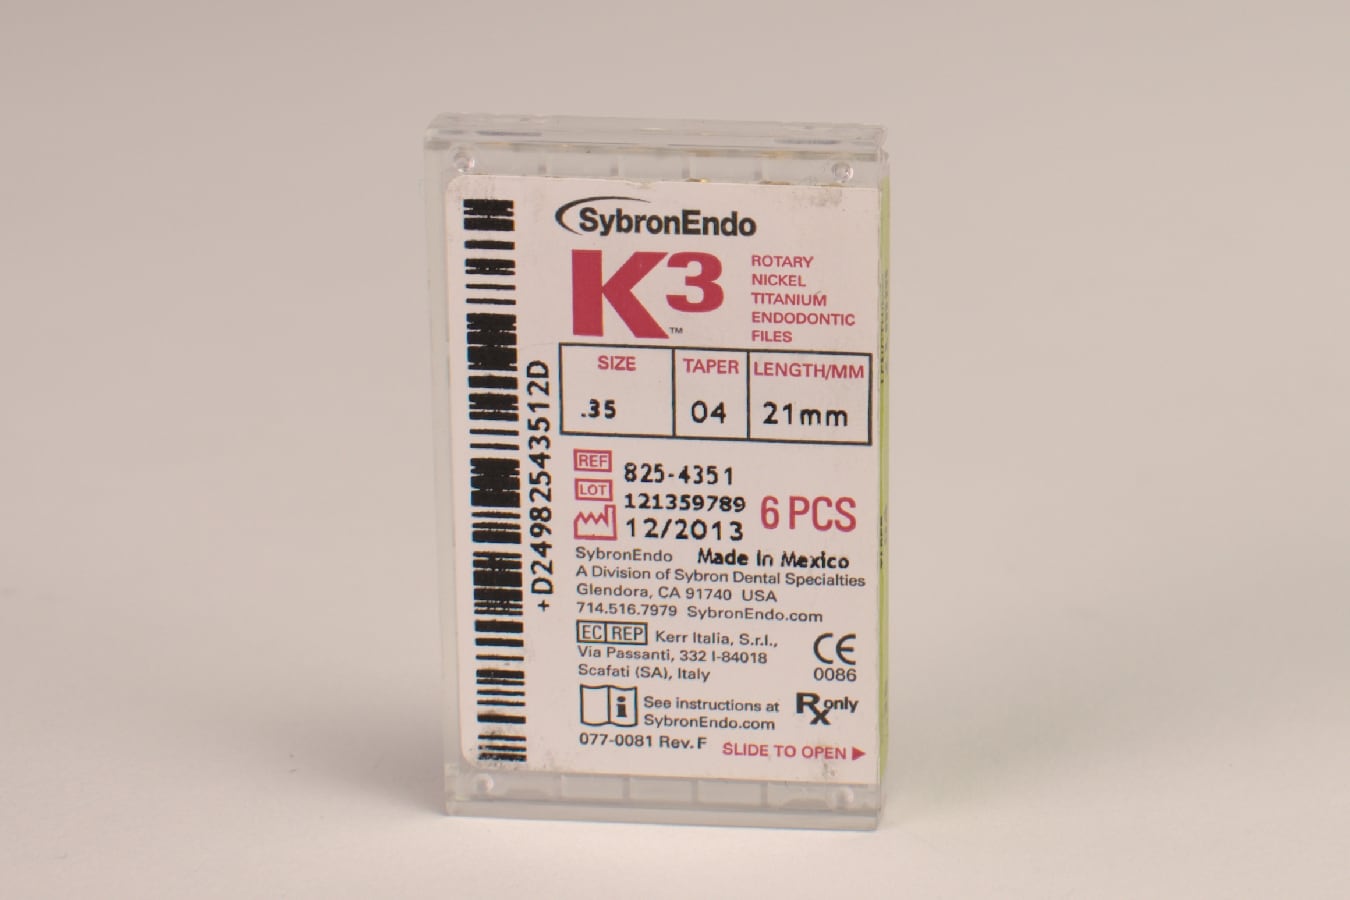 SybronEndo
K3™
ROTARY
NICKEL
TITANIUM
ENDODONTIC
FILES
SIZE TAPER LENGTH/MM
.35 04 21mm
REF 825-4351
LOT 121359789
12/2013
6 PCS
SybronEndo Made In Mexico
A Division of Sybron Dental Specialties
Glendora, CA 91740 USA
714.516.7979 SybronEndo.com
EC REP Kerr Italia, S.r.l.,
Via Passanti, 332 I-84018
Scafati (SA), Italy
CE
0086
See instructions at
SybronEndo.com
Rx only
077-0081 Rev. F
SLIDE TO OPEN ▶
+D24982543512D